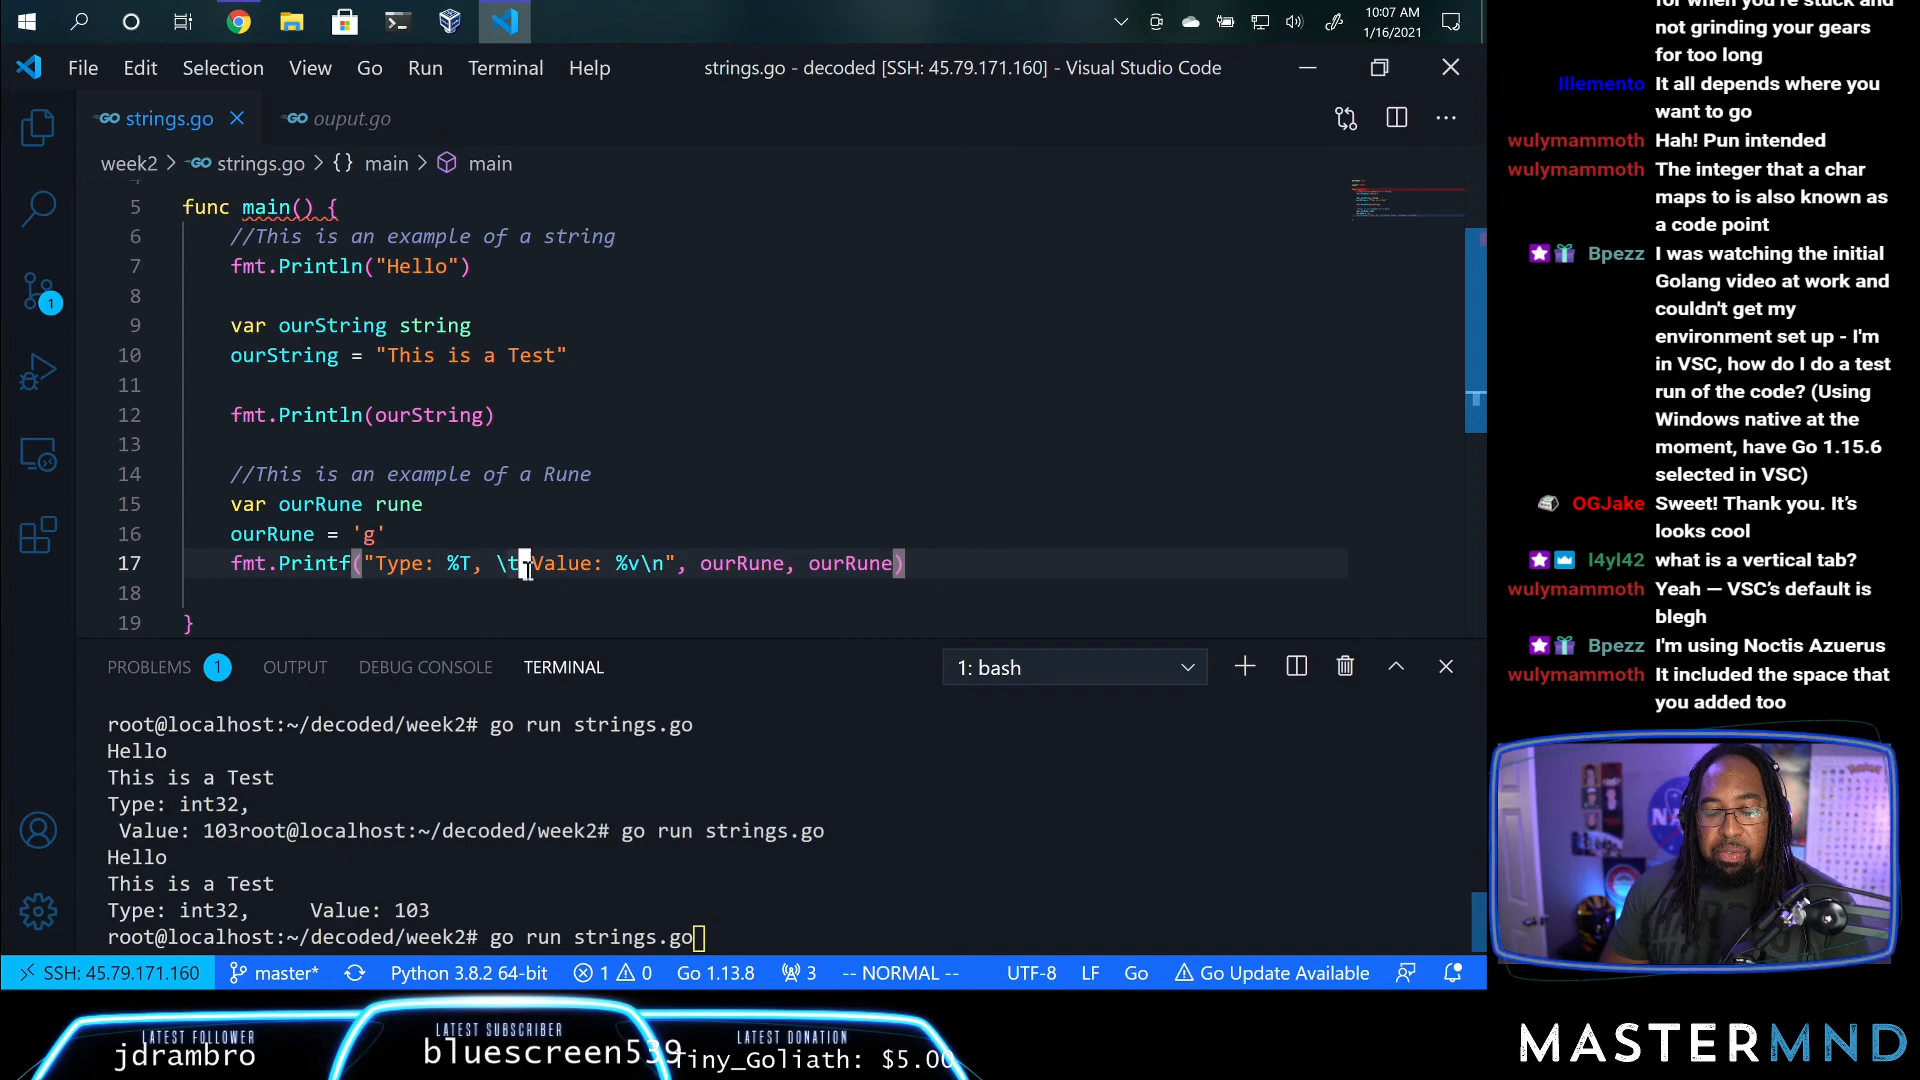 10:07 AM
1/16/2021
File Edit Selection View Go Run Terminal Help
strings.go - decoded [SSH: 45.79.171.160] - Visual Studio Code
GO strings.go
GO ouput.go
week2 > GO strings.go > {} main > main
5 func main() {
6 //This is an example of a string
7 fmt.Println("Hello")
8
9 var ourString string
10 ourString = "This is a Test"
11
12 fmt.Println(ourString)
13
14 //This is an example of a Rune
15 var ourRune rune
16 ourRune = 'g'
17 fmt.Printf("Type: %T, \t Value: %v\n", ourRune, ourRune)
18
19 }
PROBLEMS 1 OUTPUT DEBUG CONSOLE TERMINAL 1: bash
root@localhost:~/decoded/week2# go run strings.go
Hello
This is a Test
Type: int32,
Value: 103root@localhost:~/decoded/week2# go run strings.go
Hello
This is a Test
Type: int32, Value: 103
root@localhost:~/decoded/week2# go run strings.go
SSH: 45.79.171.160 master* Python 3.8.2 64-bit 1 0 Go 1.13.8 3 -- NORMAL -- UTF-8 LF Go Go Update Available
1
for when you're stuck and
not grinding your gears
for too long
Illemento It all depends where you
want to go
wulymammoth Hah! Pun intended
wulymammoth The integer that a char
maps to is also known as
a code point
Bpezz I was watching the initial
Golang video at work and
couldn't get my
environment set up - I'm
in VSC, how do I do a test
run of the code? (Using
Windows native at the
moment, have Go 1.15.6
selected in VSC)
OGJake Sweet! Thank you. It's
looks cool
l4yl42 what is a vertical tab?
wulymammoth Yeah — VSC's default is
blegh
Bpezz I'm using Noctis Azuerus
wulymammoth It included the space that
you added too
LATEST FOLLOWER
jdrambro
LATEST SUBSCRIBER
bluescreen539
LATEST DONATION
Tiny_Goliath: $5.00
MASTERMND